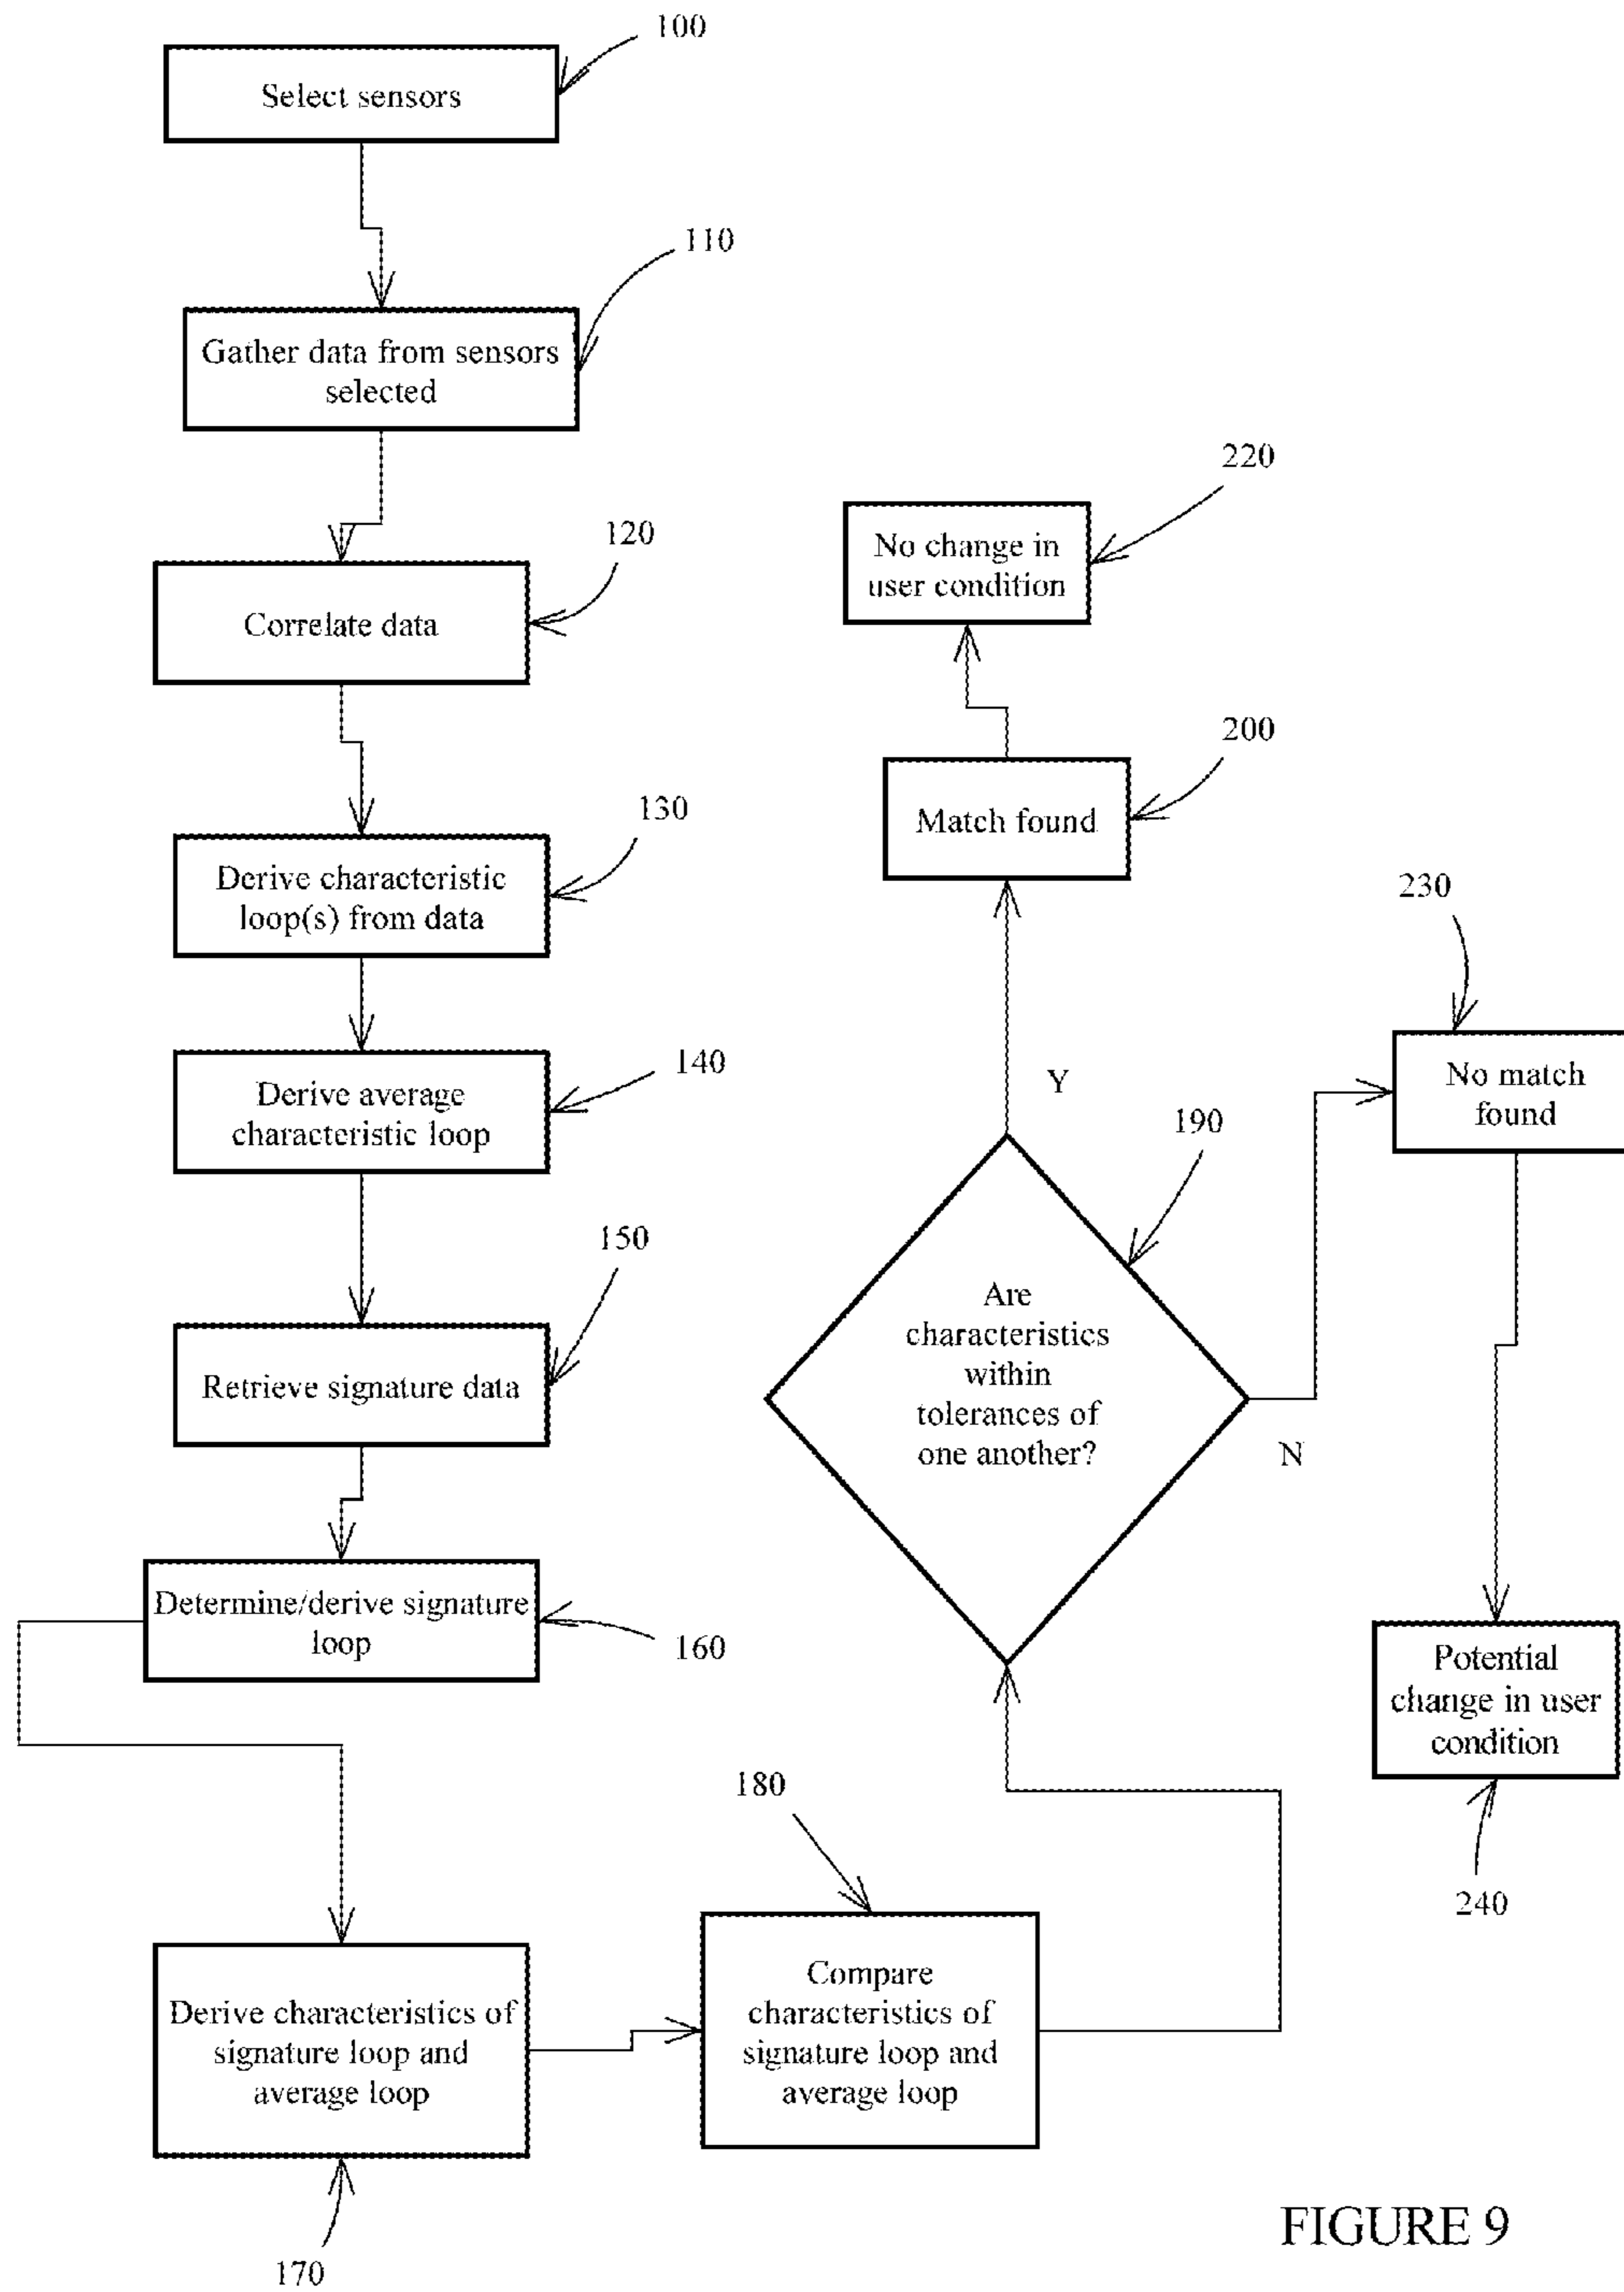 100
Select sensors
110
Gather data from sensors
selected
120
Correlate data
130
Derive characteristic
loop(s) from data
140
Derive average
characteristic loop
150
Retrieve signature data
Determine/derive signature
loop
160
Derive characteristics of
signature loop and
average loop
170
180
Compare
characteristics of
signature loop and
average loop
190
Are
characteristics
within
tolerances of
one another?
Y
N
200
Match found
220
No change in
user condition
230
No match
found
Potential
change in user
condition
240
FIGURE 9